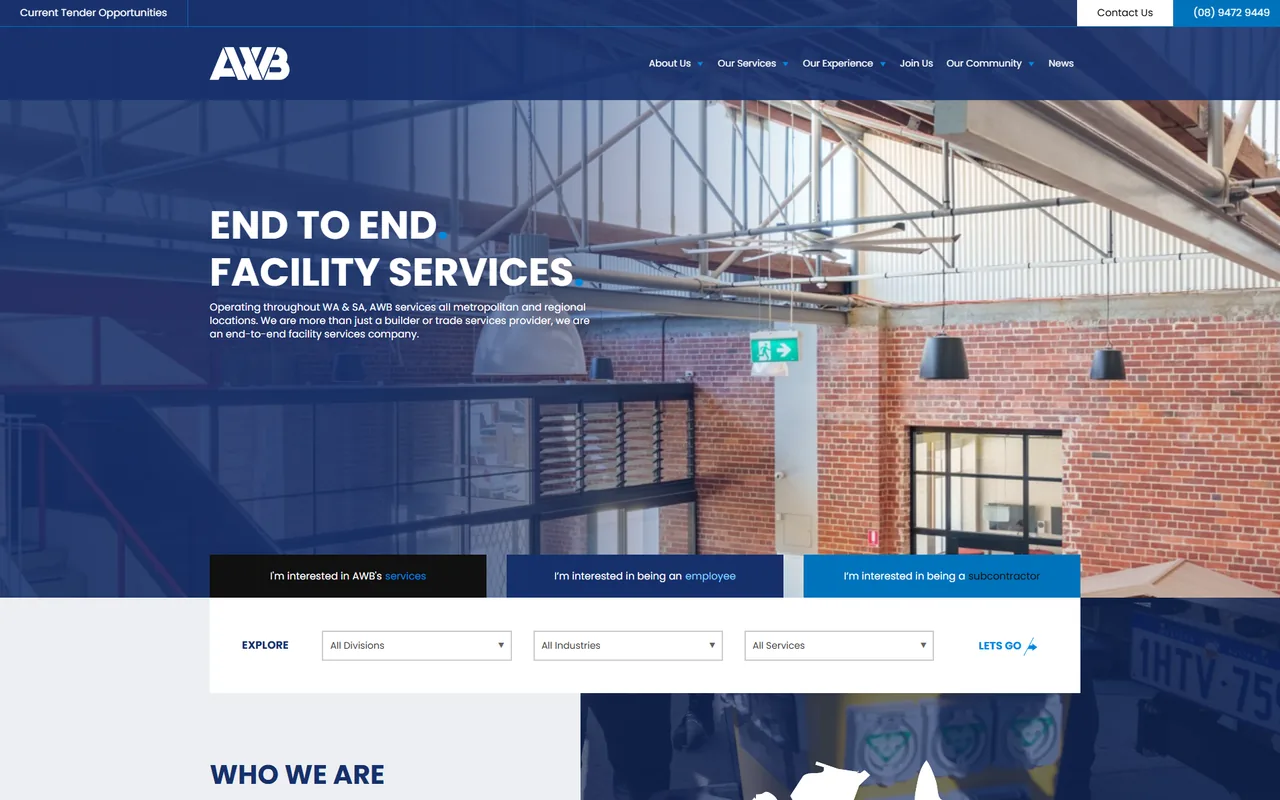 Current Tender Opportunities
Contact Us
(08) 9472 9449
AWB
About Us
Our Services
Our Experience
Join Us
Our Community
News
END TO END.
FACILITY SERVICES.
Operating throughout WA & SA, AWB services all metropolitan and regional
locations. We are more than just a builder or trade services provider, we are
an end-to-end facility services company.
I'm interested in AWB's services
I'm interested in being an employee
I'm interested in being a subcontractor
EXPLORE
All Divisions
All Industries
All Services
LETS GO
WHO WE ARE